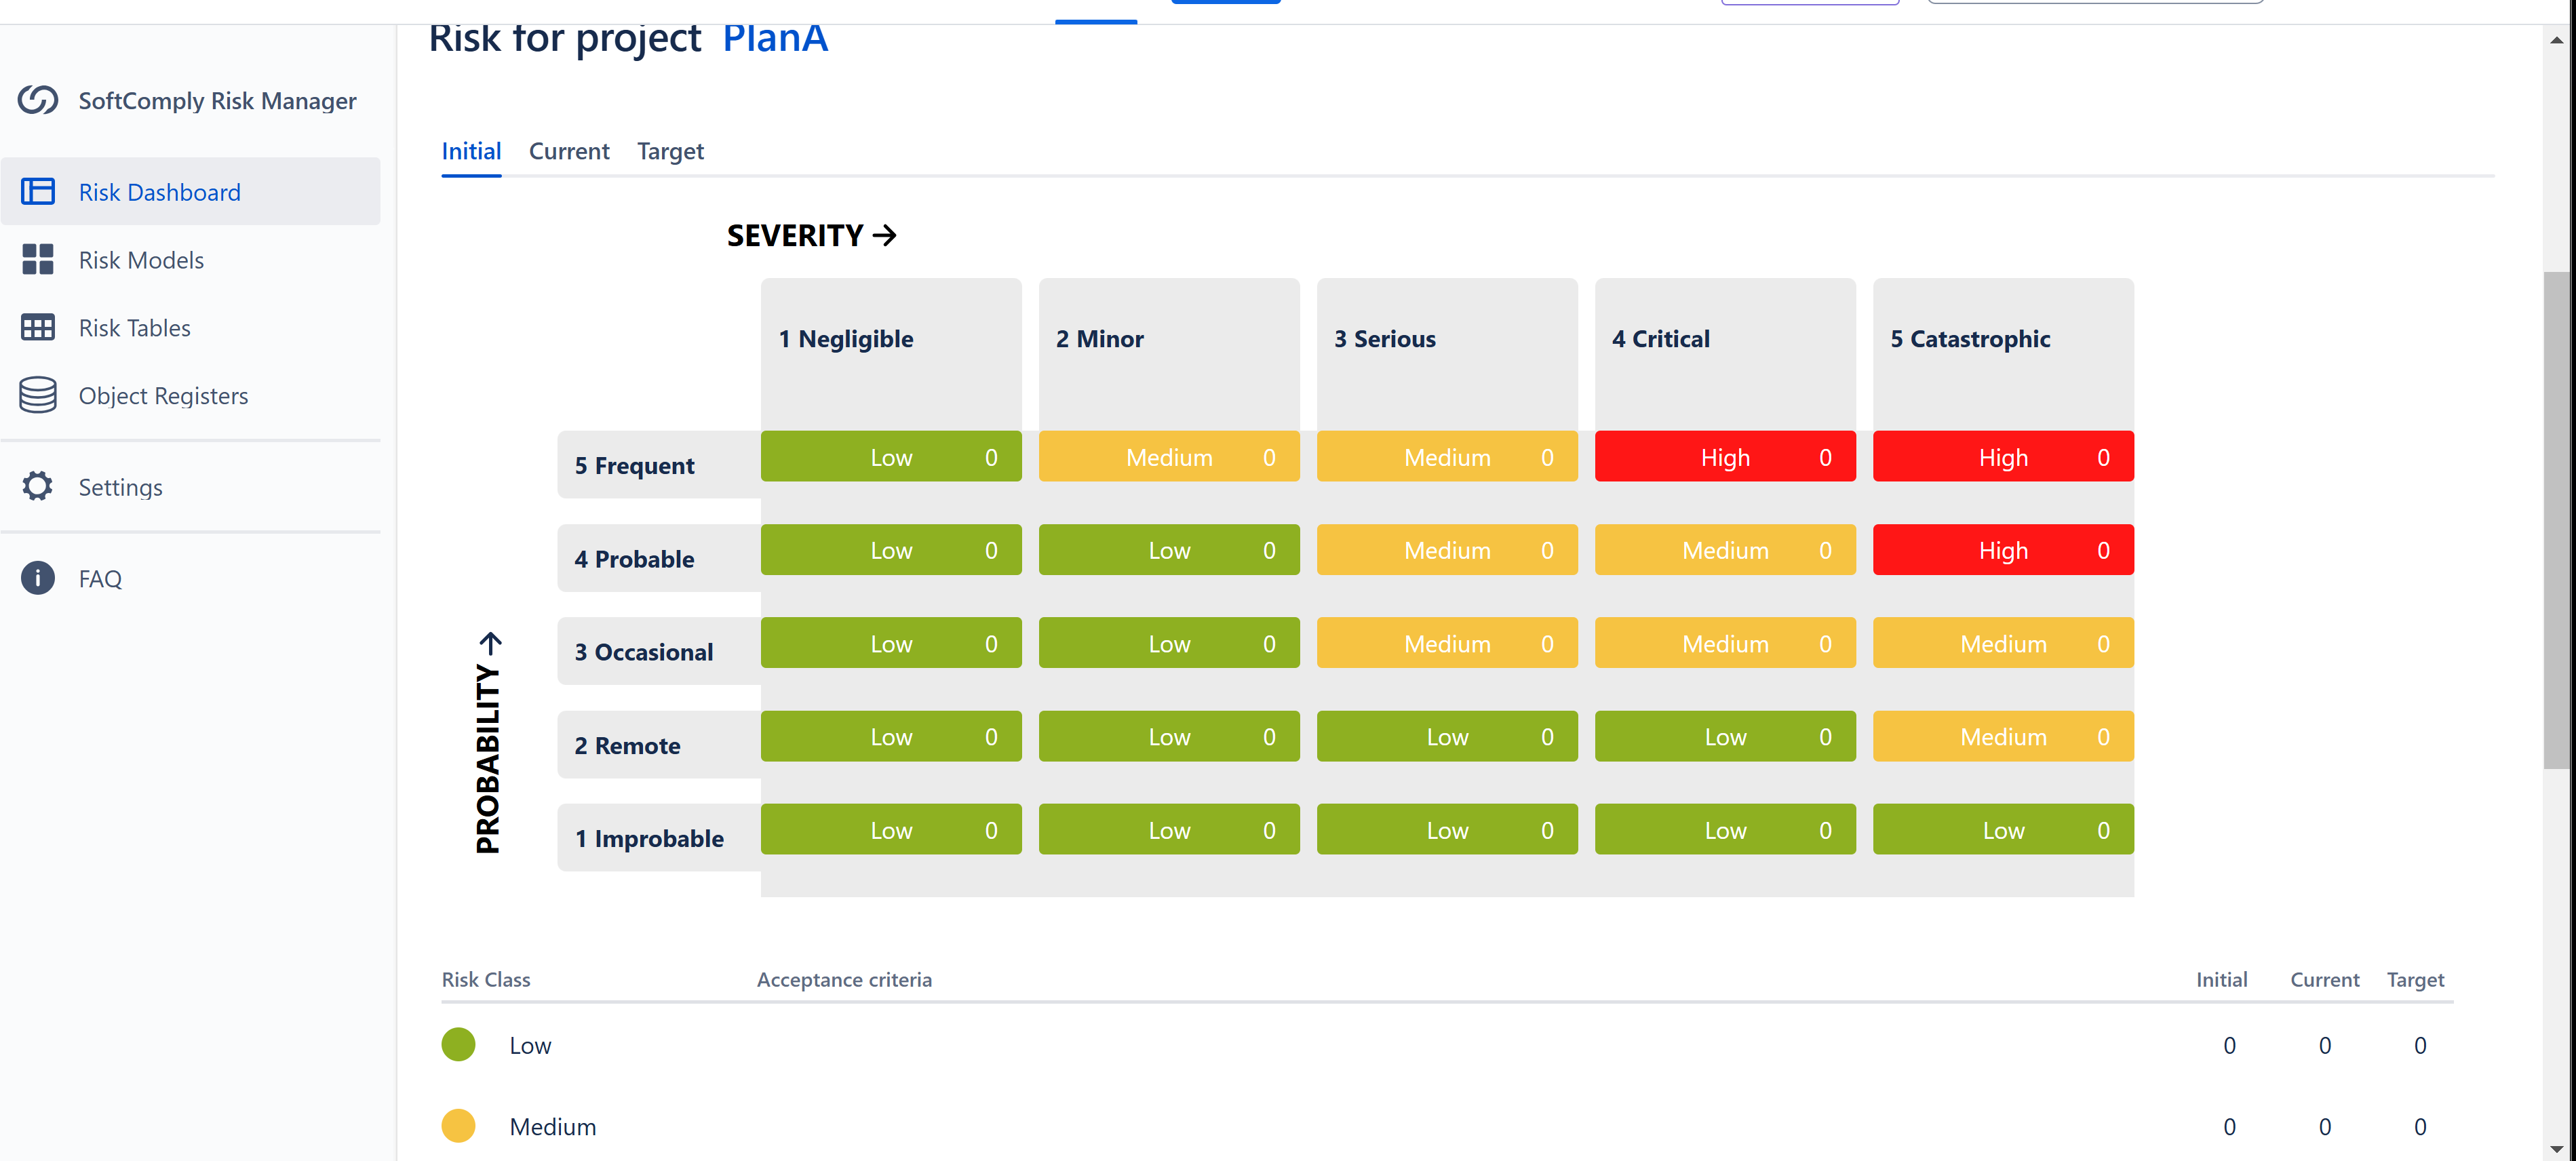 Risk for project PlanA
SoftComply Risk Manager
Risk Dashboard
Risk Models
Risk Tables
Object Registers
Settings
FAQ
Initial Current Target
SEVERITY →
1 Negligible 2 Minor 3 Serious 4 Critical 5 Catastrophic
PROBABILITY →
5 Frequent Low 0 Medium 0 Medium 0 High 0 High 0
4 Probable Low 0 Low 0 Medium 0 Medium 0 High 0
3 Occasional Low 0 Low 0 Medium 0 Medium 0 Medium 0
2 Remote Low 0 Low 0 Low 0 Low 0 Medium 0
1 Improbable Low 0 Low 0 Low 0 Low 0 Low 0
Risk Class Acceptance criteria Initial Current Target
Low 0 0 0
Medium 0 0 0